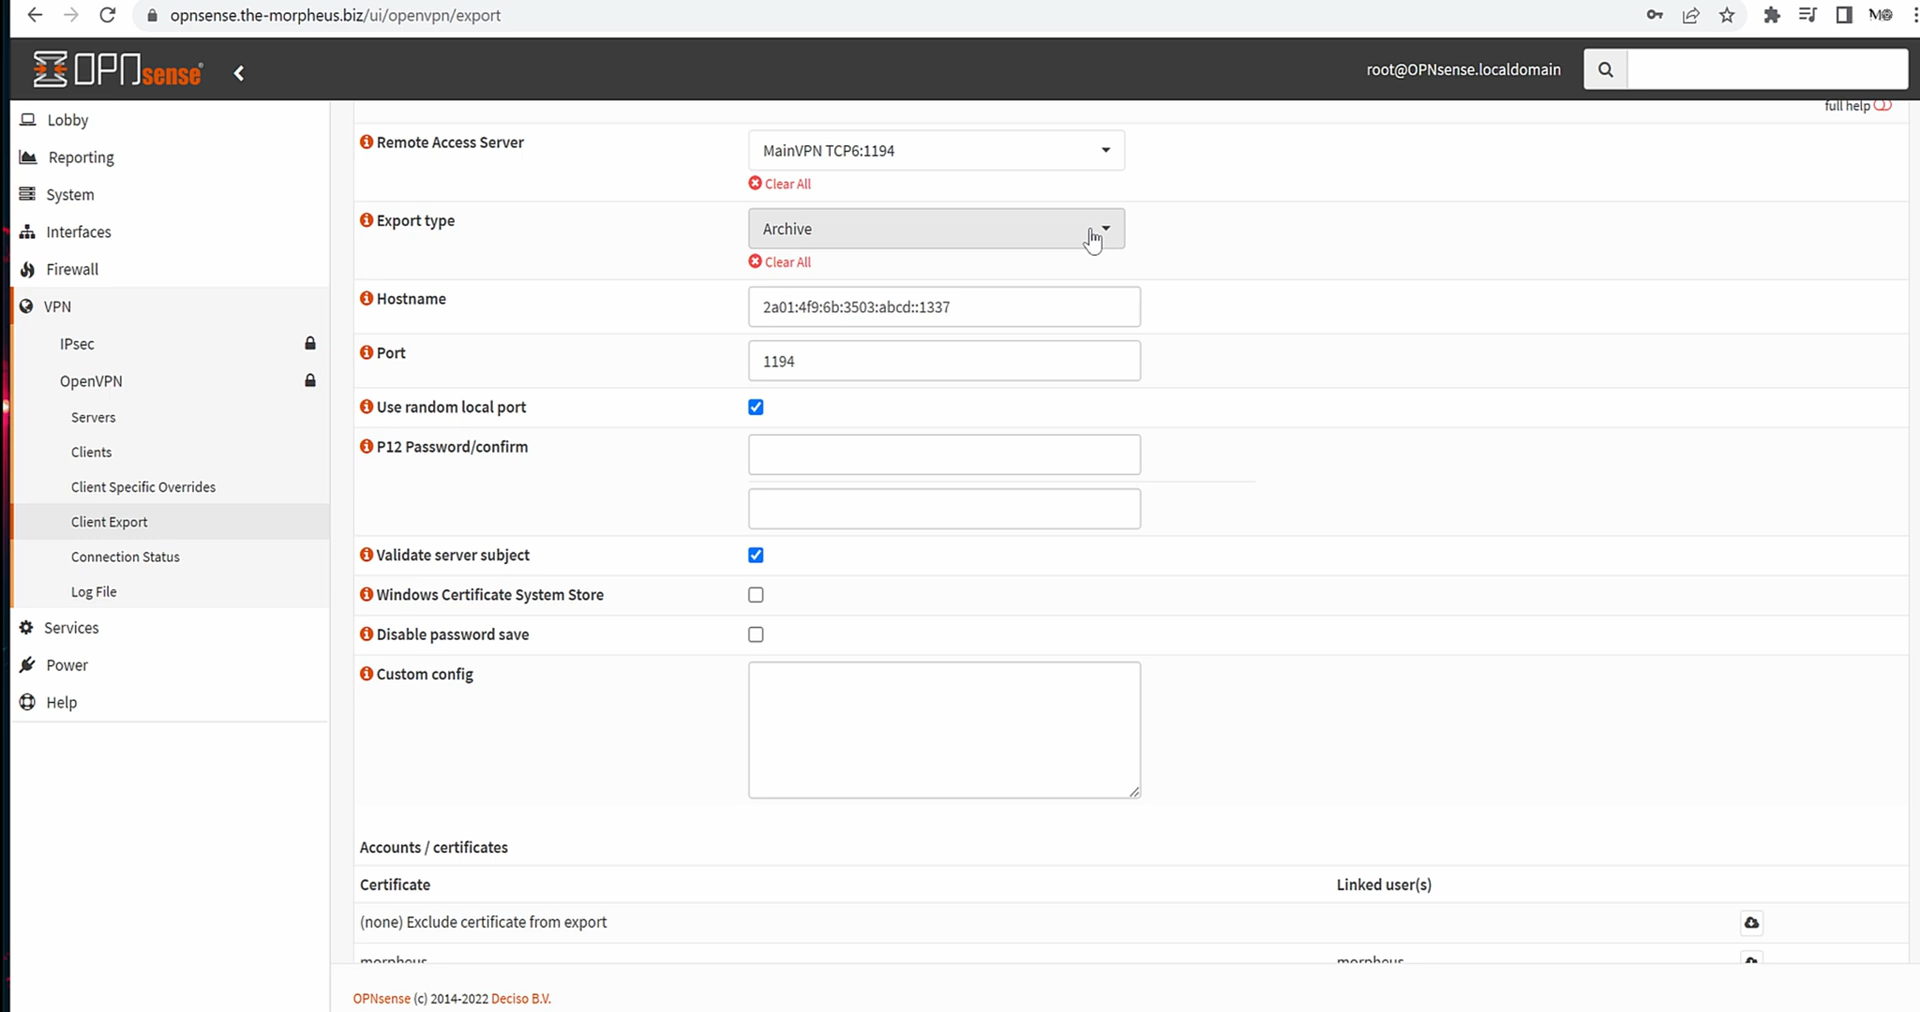 opnsense.the-morpheus.biz/ui/openvpn/export
OPNsense
root@OPNsense.localdomain
full help
Lobby
Reporting
System
Interfaces
Firewall
VPN
IPsec
OpenVPN
Servers
Clients
Client Specific Overrides
Client Export
Connection Status
Log File
Services
Power
Help
Remote Access Server
MainVPN TCP6:1194
Clear All
Export type
Archive
Clear All
Hostname
2a01:4f9:6b:3503:abcd::1337
Port
1194
Use random local port
P12 Password/confirm
Validate server subject
Windows Certificate System Store
Disable password save
Custom config
Accounts / certificates
Certificate Linked user(s)
(none) Exclude certificate from export
morpheus morpheus
OPNsense (c) 2014-2022 Deciso B.V.